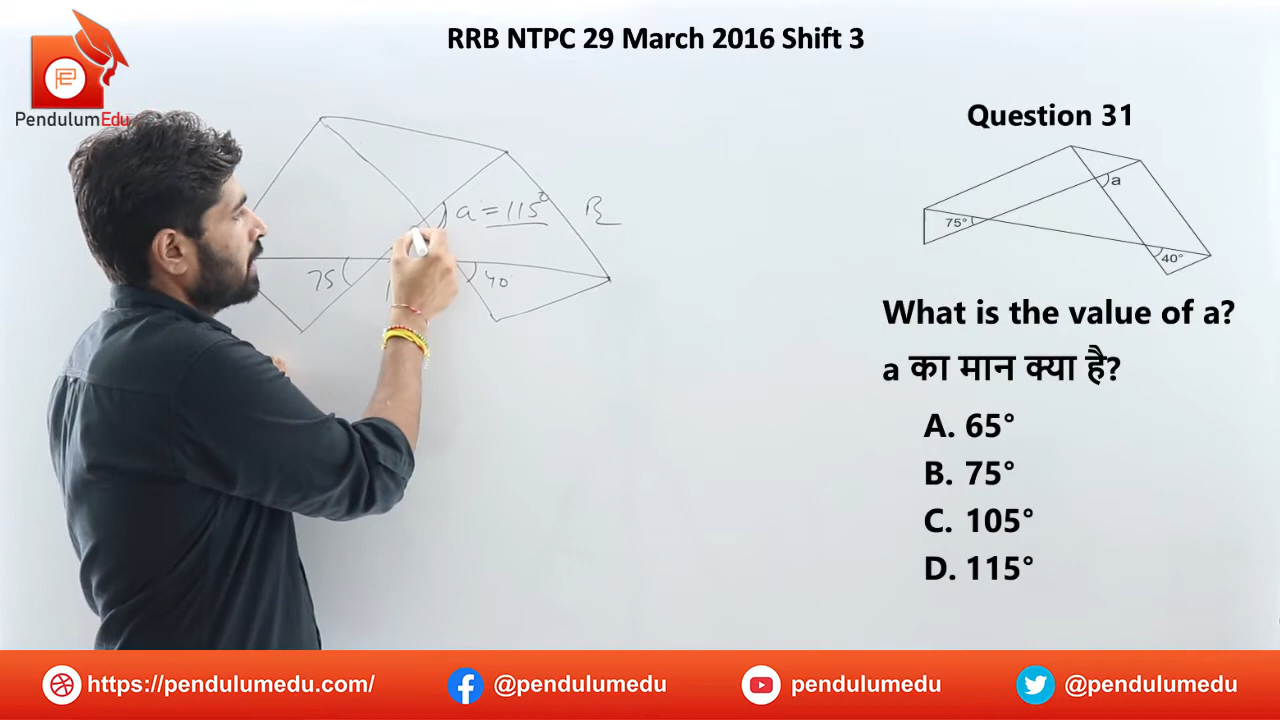 RRB NTPC 29 March 2016 Shift 3
PendulumEdu
Question 31
75°
a
40°
a = 115°
75
40°
What is the value of a?
a का मान क्या है?
A. 65°
B. 75°
C. 105°
D. 115°
https://pendulumedu.com/
@pendulumedu
pendulumedu
@pendulumedu